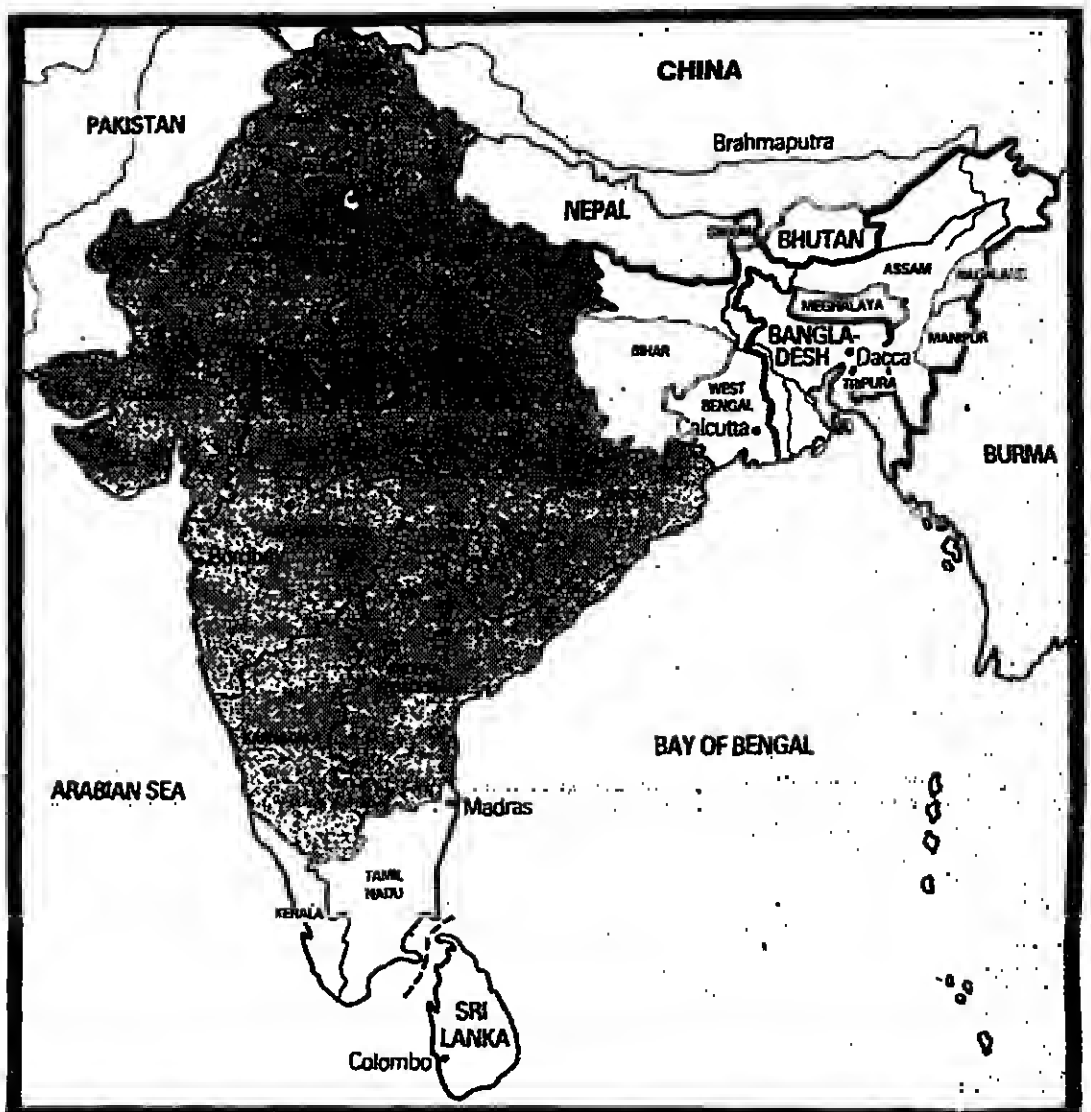 CHINA
PAKISTAN
Brahmaputra
NEPAL
BHUTAN
ASSAM
NAGALAND
MEGHALAYA
BANGLA-
DESH
Dacca
MANIPUR
BIHAR
TRIPURA
WEST
BENGAL
Calcutta
BURMA
BAY OF BENGAL
ARABIAN SEA
Madras
TAMIL
NADU
KERALA
SRI
LANKA
Colombo